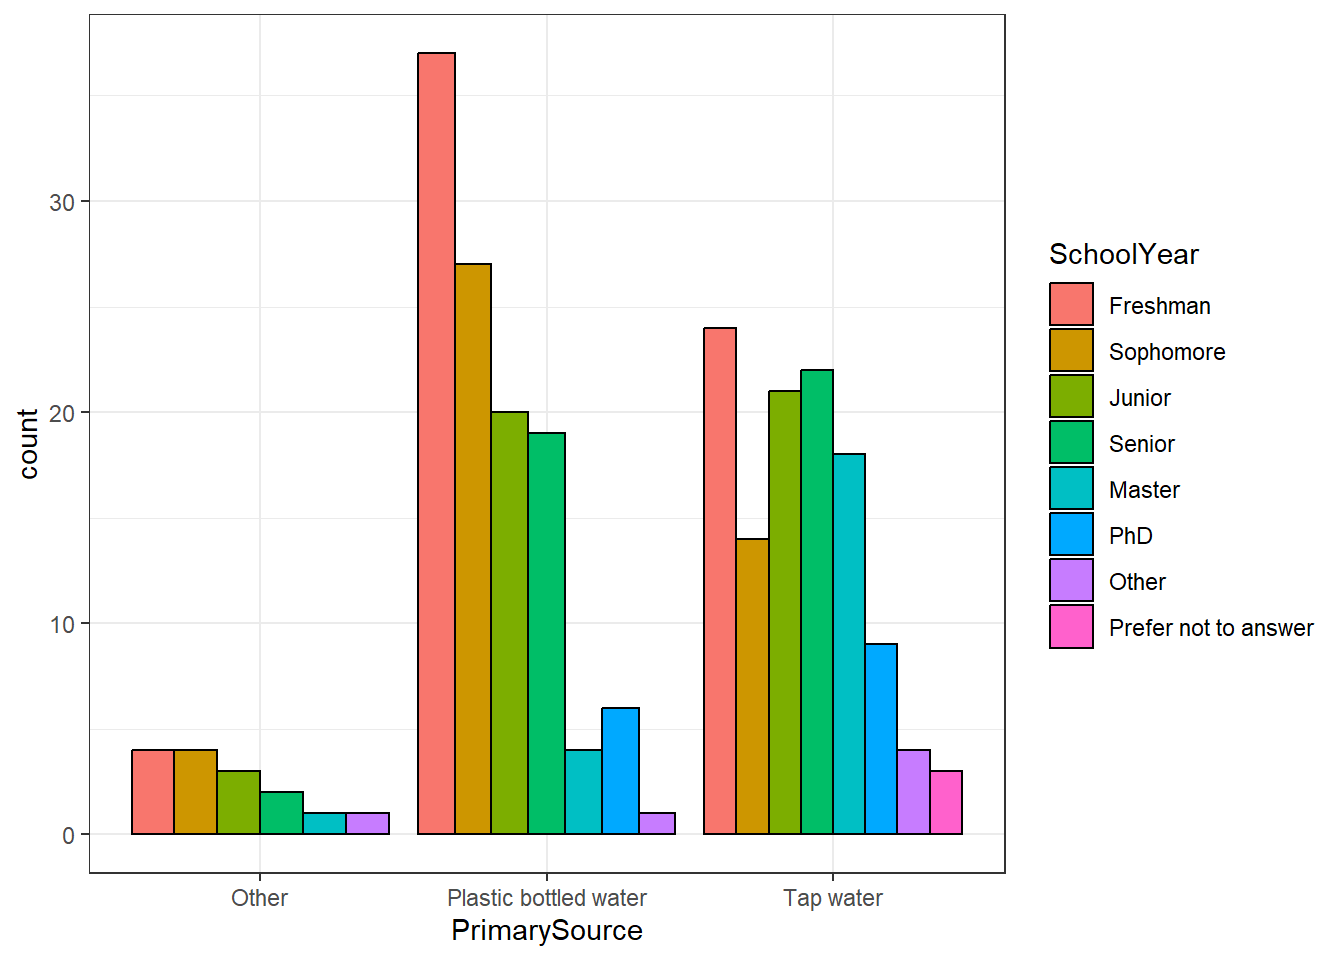 count
30
20
10
0
Other
Plastic bottled water
Tap water
PrimarySource
SchoolYear
Freshman
Sophomore
Junior
Senior
Master
PhD
Other
Prefer not to answer